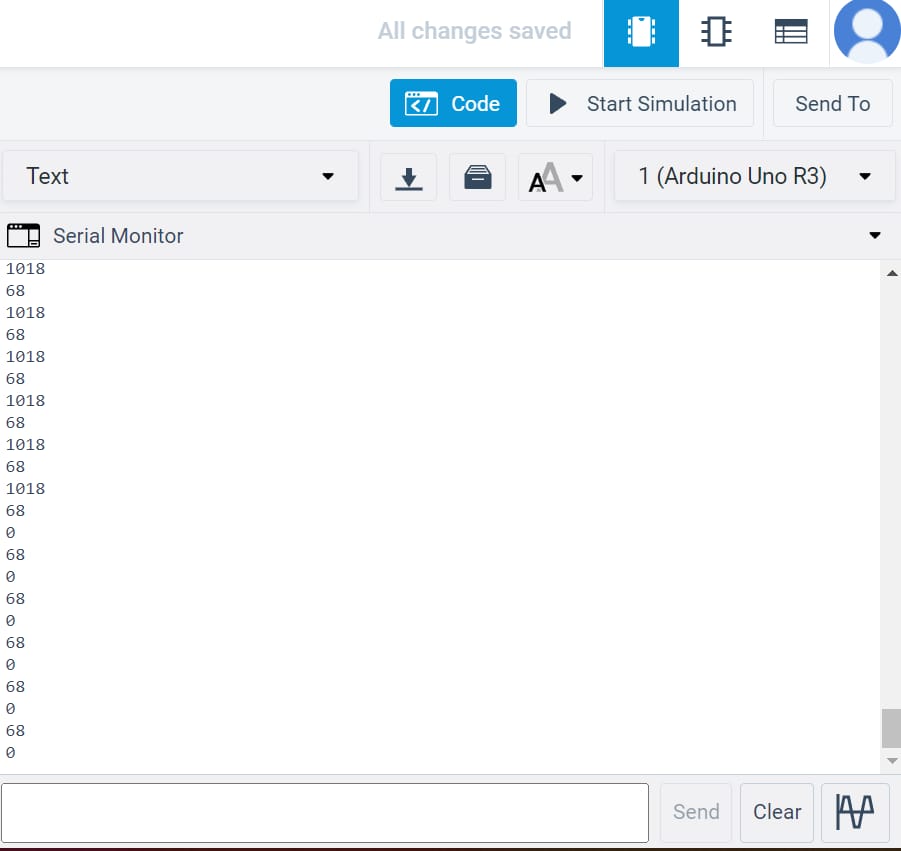 All changes saved
Code
Start Simulation
Send To
Text
1 (Arduino Uno R3)
Serial Monitor
1018
68
1018
68
1018
68
1018
68
1018
68
1018
68
0
68
0
68
0
68
0
68
0
68
0
Send
Clear